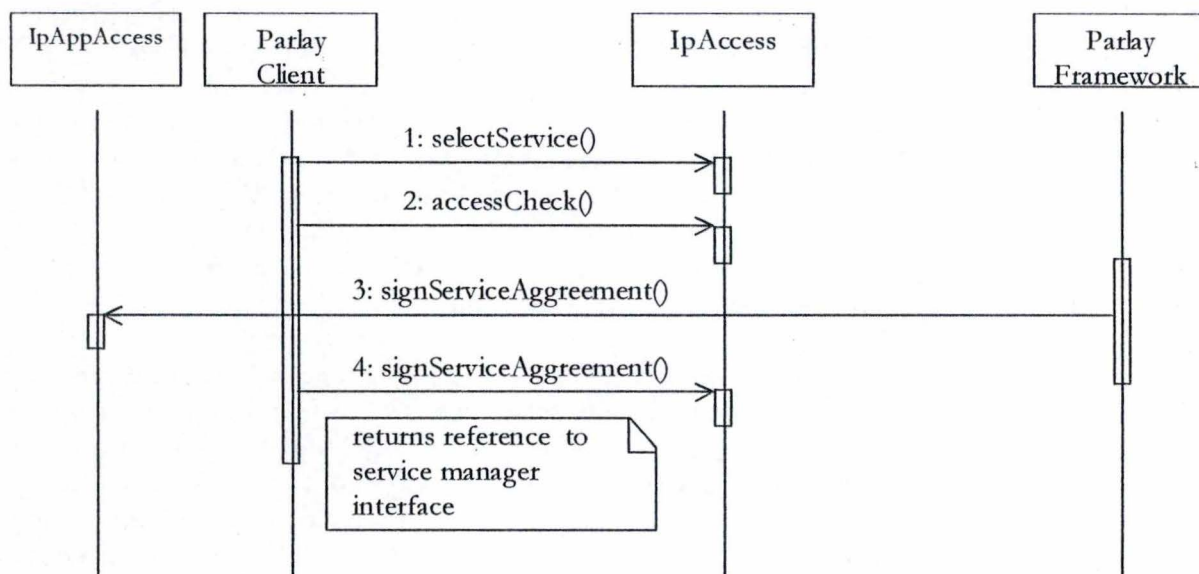 IpAppAccess
Parlay
Client
IpAccess
Parlay
Framework
1: selectService()
2: accessCheck()
3: signServiceAggreement()
4: signServiceAggreement()
returns reference to
service manager
interface